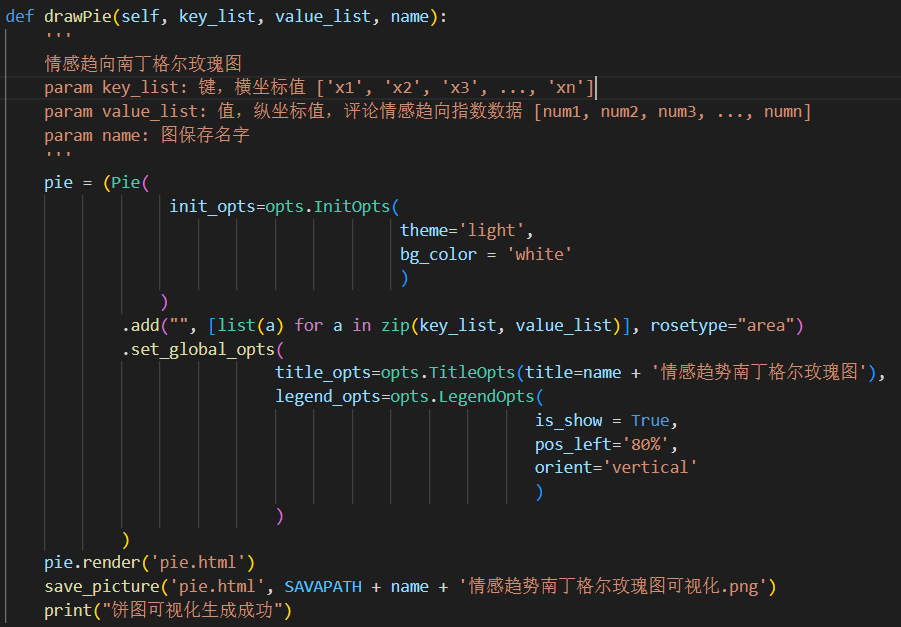 def drawPie(self, key_list, value_list, name):
'''
情感趋向南丁格尔玫瑰图
param key_list: 键，横坐标值 ['x1', 'x2', 'x3', ..., 'xn']
param value_list: 值，纵坐标值，评论情感趋向指数数据 [num1, num2, num3, ..., numn]
param name: 图保存名字
'''
pie = (Pie(
init_opts=opts.InitOpts(
theme='light',
bg_color = 'white'
)
)
.add("", [list(a) for a in zip(key_list, value_list)], rosetype="area")
.set_global_opts(
title_opts=opts.TitleOpts(title=name + '情感趋势南丁格尔玫瑰图'),
legend_opts=opts.LegendOpts(
is_show = True,
pos_left='80%',
orient='vertical'
)
)
)
pie.render('pie.html')
save_picture('pie.html', SAVAPATH + name + '情感趋势南丁格尔玫瑰图可视化.png')
print("饼图可视化生成成功")